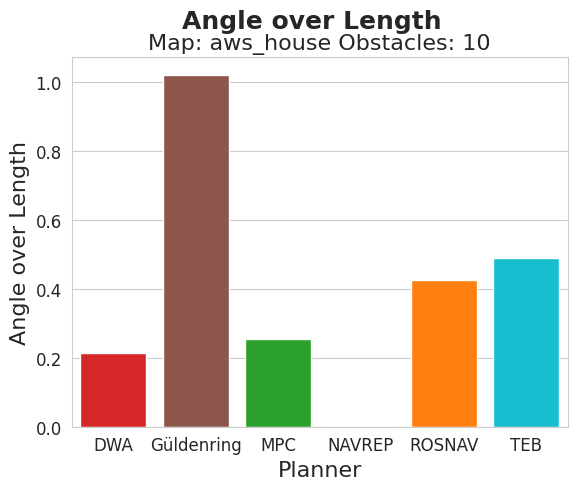 Angle over Length
Map: aws_house Obstacles: 10
Angle over Length
1.0
0.8
0.6
0.4
0.2
0.0
DWA Güldenring MPC NAVREP ROSNAV TEB
Planner